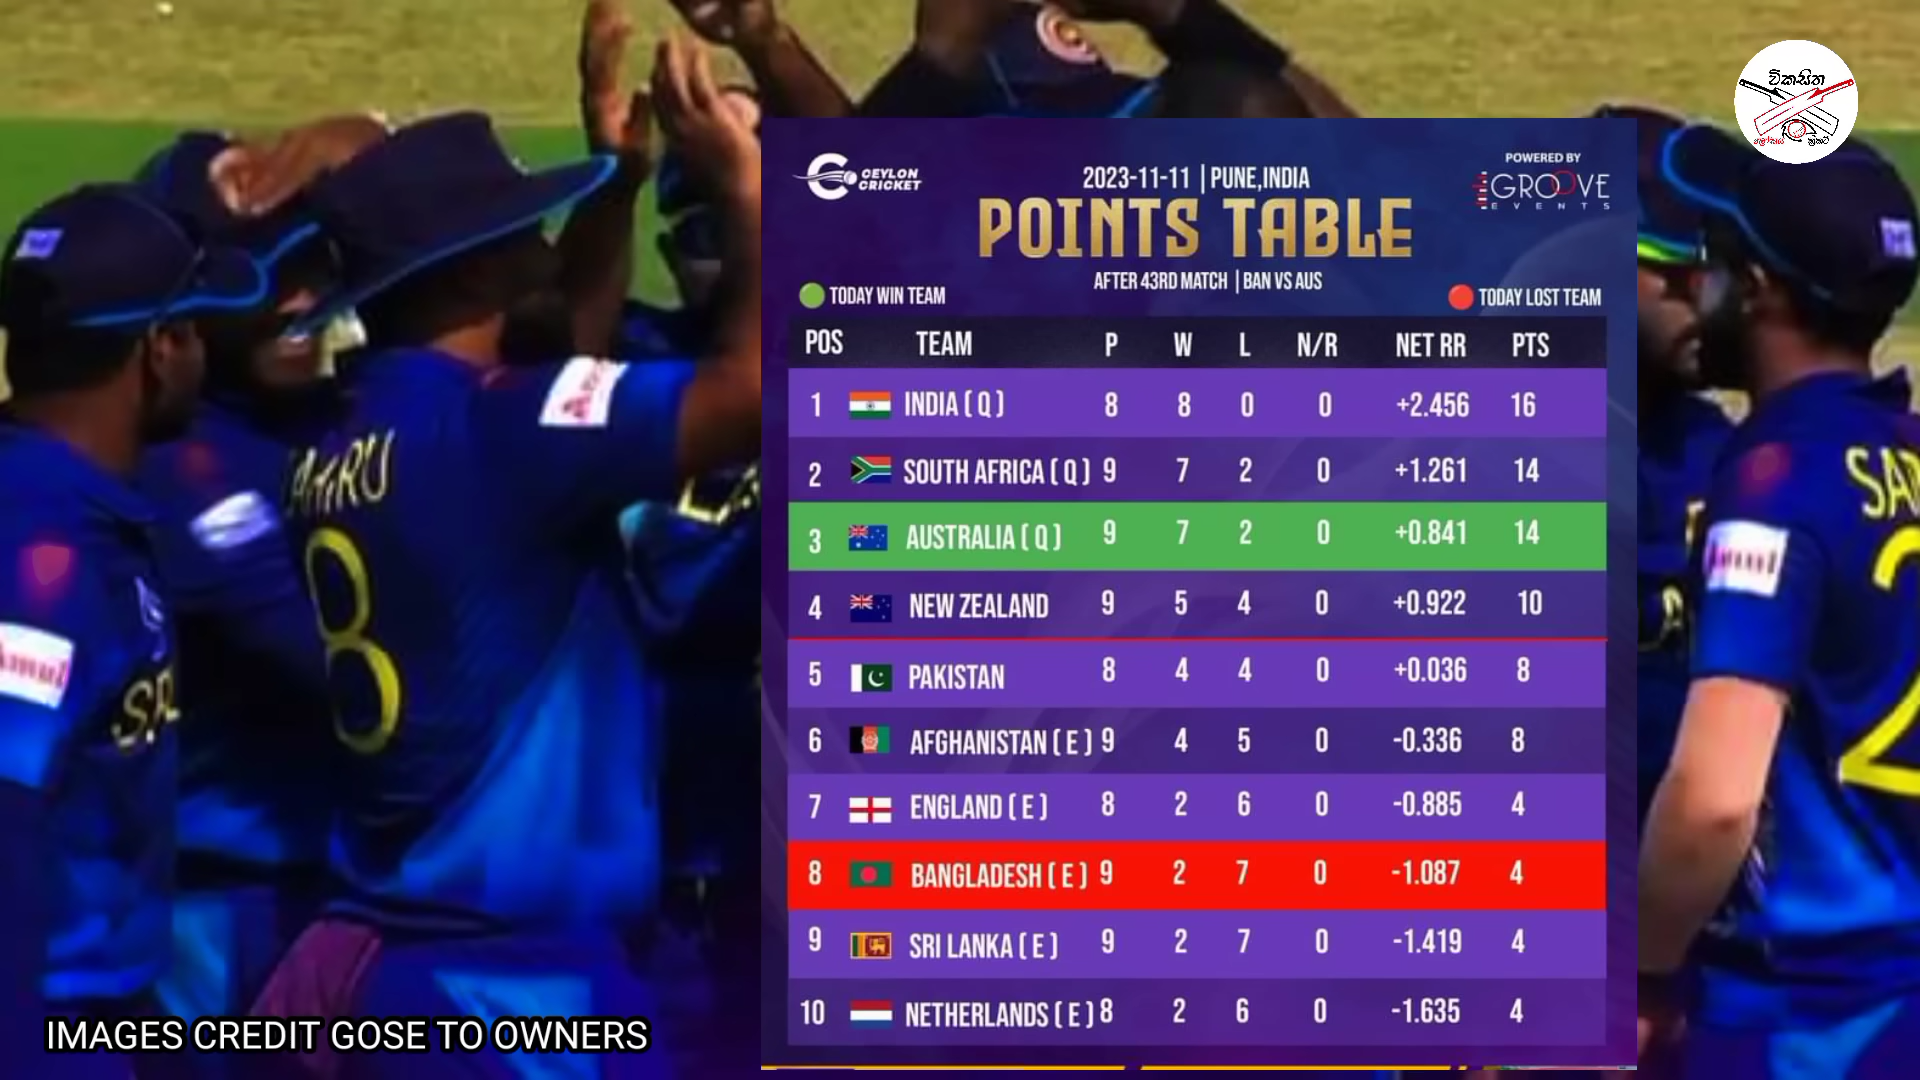 විකසිත
CEYLON
CRICKET
2023-11-11 | PUNE,INDIA
POINTS TABLE
AFTER 43RD MATCH | BAN VS AUS
POWERED BY
GROOVE
EVENTS
TODAY WIN TEAM
TODAY LOST TEAM
POS TEAM P W L N/R NET RR PTS
1 INDIA ( Q ) 8 8 0 0 +2.456 16
2 SOUTH AFRICA ( Q ) 9 7 2 0 +1.261 14
3 AUSTRALIA ( Q ) 9 7 2 0 +0.841 14
4 NEW ZEALAND 9 5 4 0 +0.922 10
5 PAKISTAN 8 4 4 0 +0.036 8
6 AFGHANISTAN ( E ) 9 4 5 0 -0.336 8
7 ENGLAND ( E ) 8 2 6 0 -0.885 4
8 BANGLADESH ( E ) 9 2 7 0 -1.087 4
9 SRI LANKA ( E ) 9 2 7 0 -1.419 4
10 NETHERLANDS ( E ) 8 2 6 0 -1.635 4
8
IMAGES CREDIT GOSE TO OWNERS